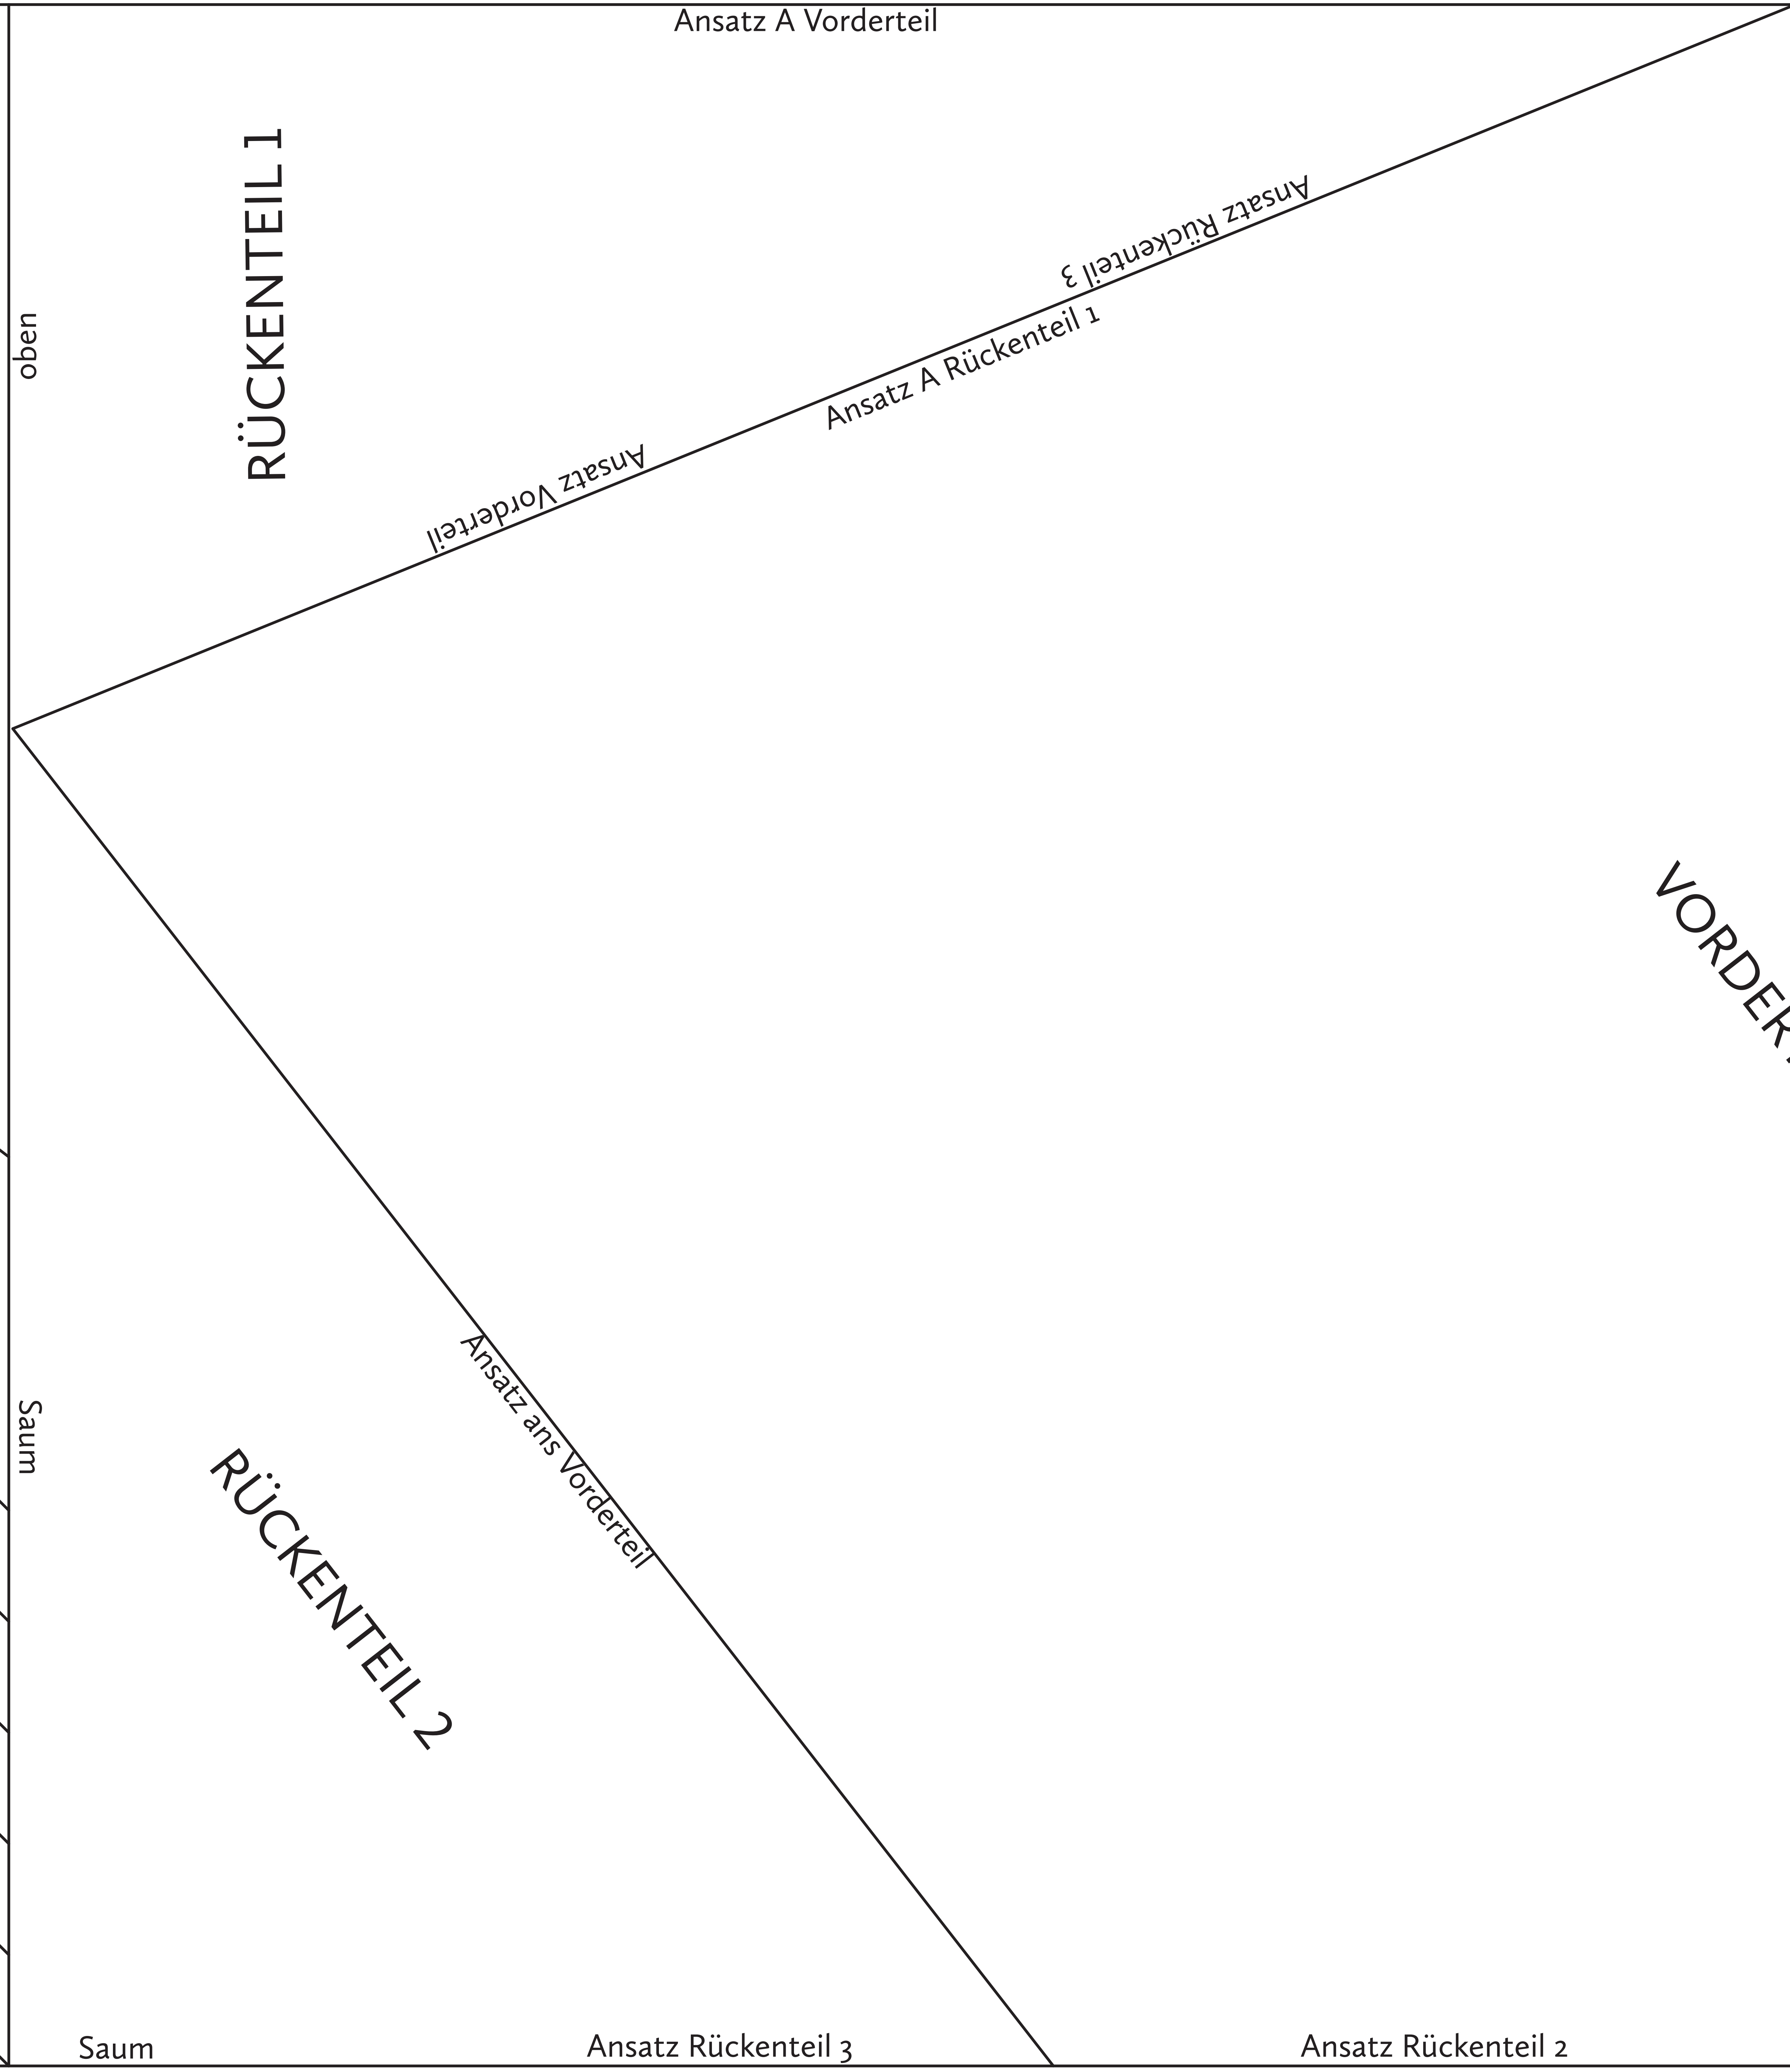 Ansatz A Vorderteil
RÜCKENTEIL 1
oben
Ansatz Rückenteil 3
Ansatz A Rückenteil 1
Ansatz Vorderteil
VORDER
Ansatz ans Vorderteil
Saum
RÜCKENTEIL 2
Saum
Ansatz Rückenteil 3
Ansatz Rückenteil 2